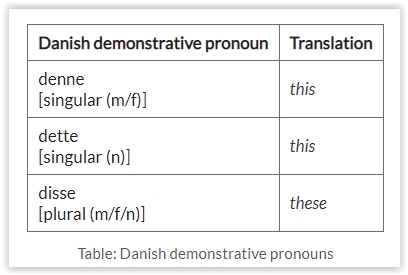 Danish demonstrative pronoun Translation
denne
[singular (m/f)]
this
dette
[singular (n)]
this
disse
[plural (m/f/n)]
these
Table: Danish demonstrative pronouns